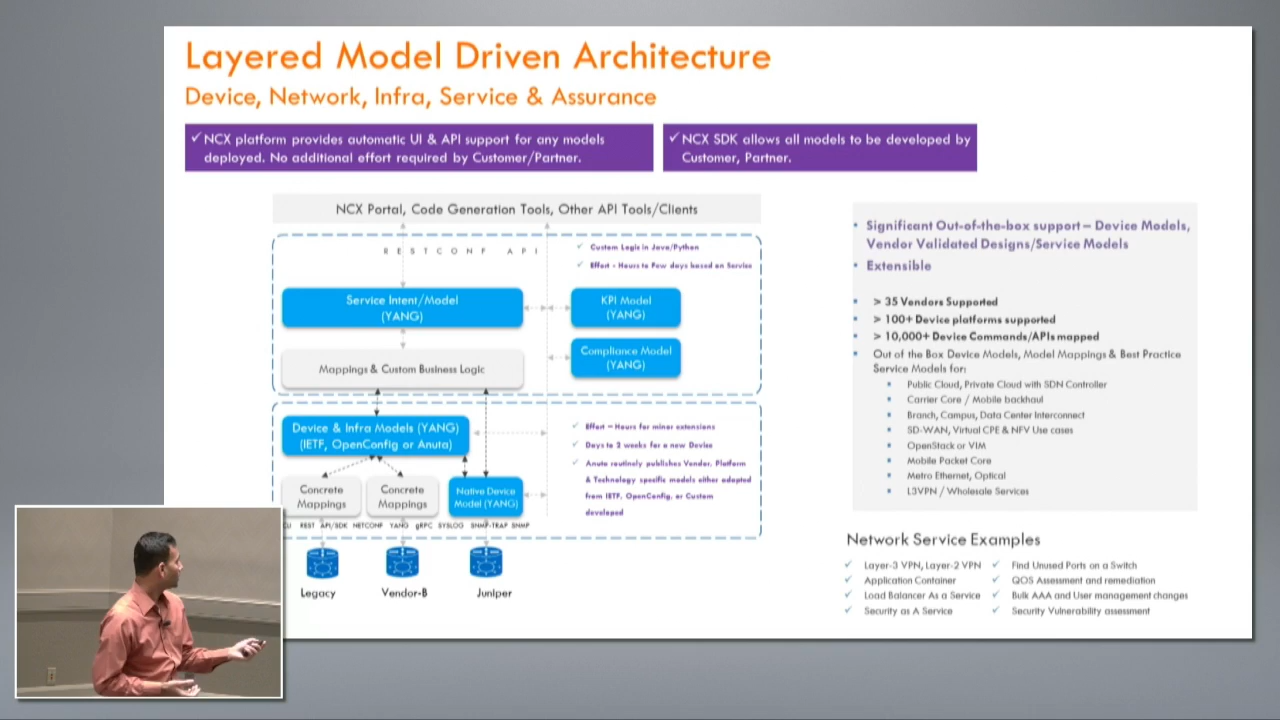 Layered Model Driven Architecture
Device, Network, Infra, Service & Assurance
✓ NCX platform provides automatic UI & API support for any models
deployed. No additional effort required by Customer/Partner.
✓ NCX SDK allows all models to be developed by
Customer, Partner.
NCX Portal, Code Generation Tools, Other API Tools/Clients
RESTCONF API
✓ Custom Logic in Java/Python
✓ Effort - Hours to Few days based on Service
Service Intent/Model
(YANG)
KPI Model
(YANG)
Compliance Model
(YANG)
Mappings & Custom Business Logic
Device & Infra Models (YANG)
(IETF, OpenConfig or Anuta)
✓ Effort – Hours for minor extensions
✓ Days to 2 weeks for a new Device
✓ Anuta routinely publishes Vendor, Platform
& Technology specific models either adopted
from IETF, OpenConfig, or Custom
developed
Concrete
Mappings
Concrete
Mappings
Native Device
Model (YANG)
REST API/SDK NETCONF YANG gRPC SYSLOG SNMP-TRAP SNMP
Legacy
Vendor-B
Juniper
• Significant Out-of-the-box support – Device Models,
Vendor Validated Designs/Service Models
• Extensible
• > 35 Vendors Supported
• > 100+ Device platforms supported
• > 10,000+ Device Commands/APIs mapped
• Out of the Box Device Models, Model Mappings & Best Practice
Service Models for:
• Public Cloud, Private Cloud with SDN Controller
• Carrier Core / Mobile backhaul
• Branch, Campus, Data Center Interconnect
• SD-WAN, Virtual CPE & NFV Use cases
• OpenStack or VIM
• Mobile Packet Core
• Metro Ethernet, Optical
• L3VPN / Wholesale Services
Network Service Examples
✓ Layer-3 VPN, Layer-2 VPN
✓ Application Container
✓ Load Balancer As a Service
✓ Security as A Service
✓ Find Unused Ports on a Switch
✓ QOS Assessment and remediation
✓ Bulk AAA and User management changes
✓ Security Vulnerability assessment